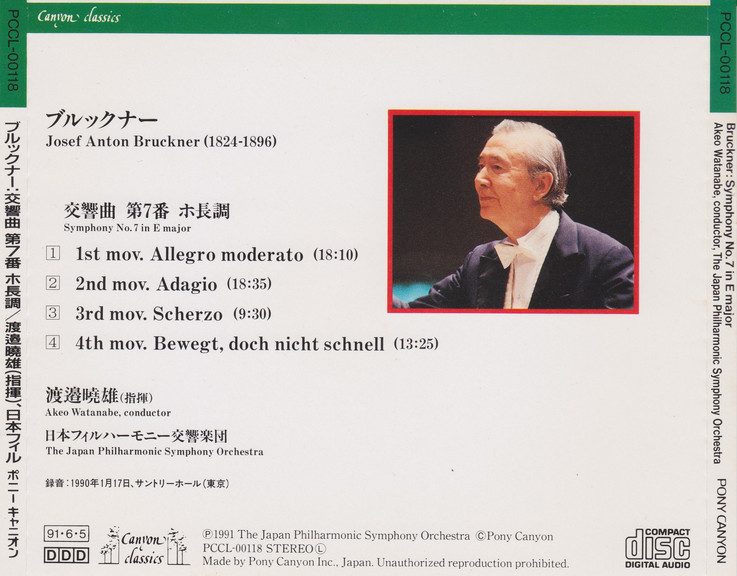 Canyon classics
ブルックナー
Josef Anton Bruckner (1824-1896)
交響曲 第7番 ホ長調
Symphony No.7 in E major
1 1st mov. Allegro moderato (18:10)
2 2nd mov. Adagio (18:35)
3 3rd mov. Scherzo (9:30)
4 4th mov. Bewegt, doch nicht schnell (13:25)
渡邉曉雄(指揮)
Akeo Watanabe, conductor
日本フィルハーモニー交響楽団
The Japan Philharmonic Symphony Orchestra
録音:1990年1月17日、サントリーホール(東京)
91・6・5
DDD
Canyon classics
Ⓟ1991 The Japan Philharmonic Symphony Orchestra ©Pony Canyon
PCCL-00118 STEREO Ⓛ
Made by Pony Canyon Inc., Japan. Unauthorized reproduction prohibited.
COMPACT
disc
DIGITAL AUDIO
PCCL-00118
ブルックナー:交響曲 第7番 ホ長調/渡邉曉雄(指揮)、日本フィル ポニーキャニオン
PCCL-00118
Bruckner: Symphony No.7 in E major
Akeo Watanabe, conductor, The Japan Philharmonic Symphony Orchestra
PONY CANYON